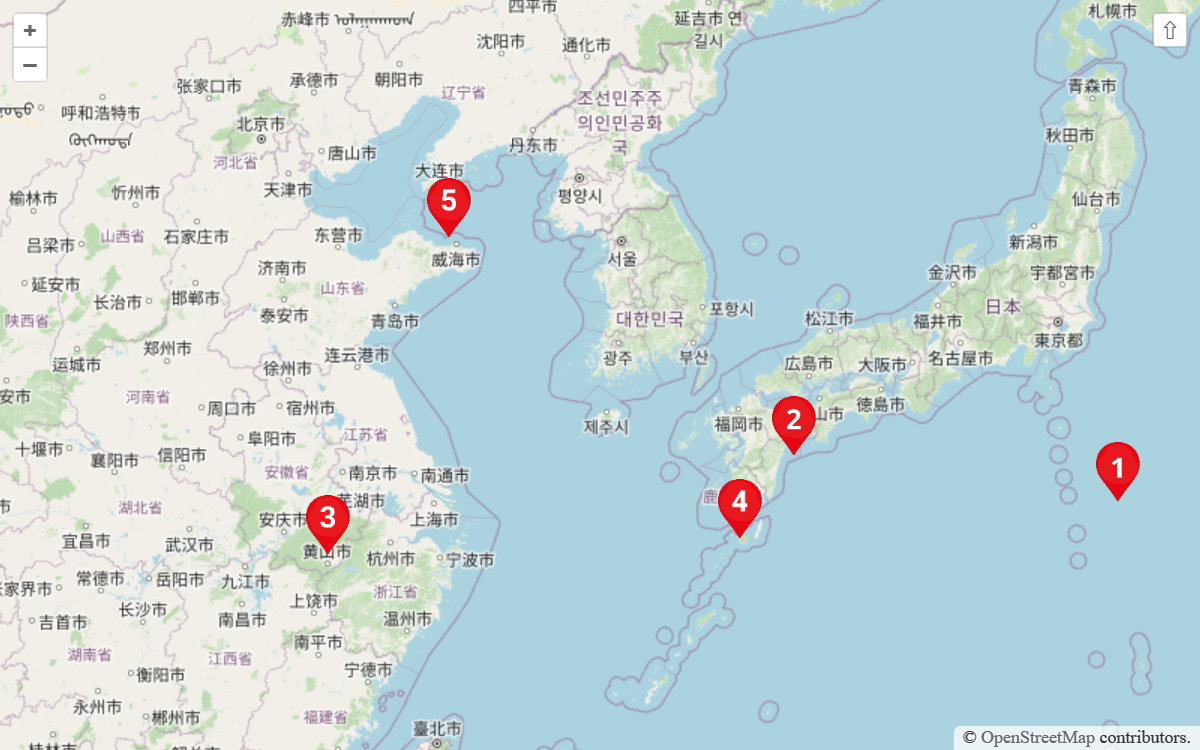 +
−
⇧
赤峰市
四平市
延吉市 연
길시
札幌市
沈阳市
通化市
张家口市
承德市
朝阳市
辽宁省
조선민주주
의인민공화
국
青森市
呼和浩特市
北京市
丹东市
秋田市
河北省
唐山市
大连市
天津市
평양시
仙台市
榆林市
忻州市
5
吕梁市
山西省
石家庄市
东营市
威海市
서울
新潟市
金沢市
宇都宮市
延安市
长治市
邯郸市
济南市
山东省
泰安市
青岛市
대한민국
포항시
松江市
福井市
日本
東京都
陕西省
运城市
郑州市
连云港市
徐州市
광주
부산
広島市
大阪市
名古屋市
安市
河南省
周口市
宿州市
제주시
福岡市
2
山市
徳島市
十堰市
襄阳市
信阳市
阜阳市
江苏省
安徽省
南京市
南通市
1
湖北省
芜湖市
鹿
4
宜昌市
武汉市
安庆市
3
上海市
黄山市
杭州市
宁波市
张家界市
常德市
岳阳市
九江市
上饶市
浙江省
吉首市
长沙市
南昌市
温州市
湖南省
江西省
南平市
衡阳市
宁德市
永州市
郴州市
福建省
臺北市
桂林市
© OpenStreetMap contributors.